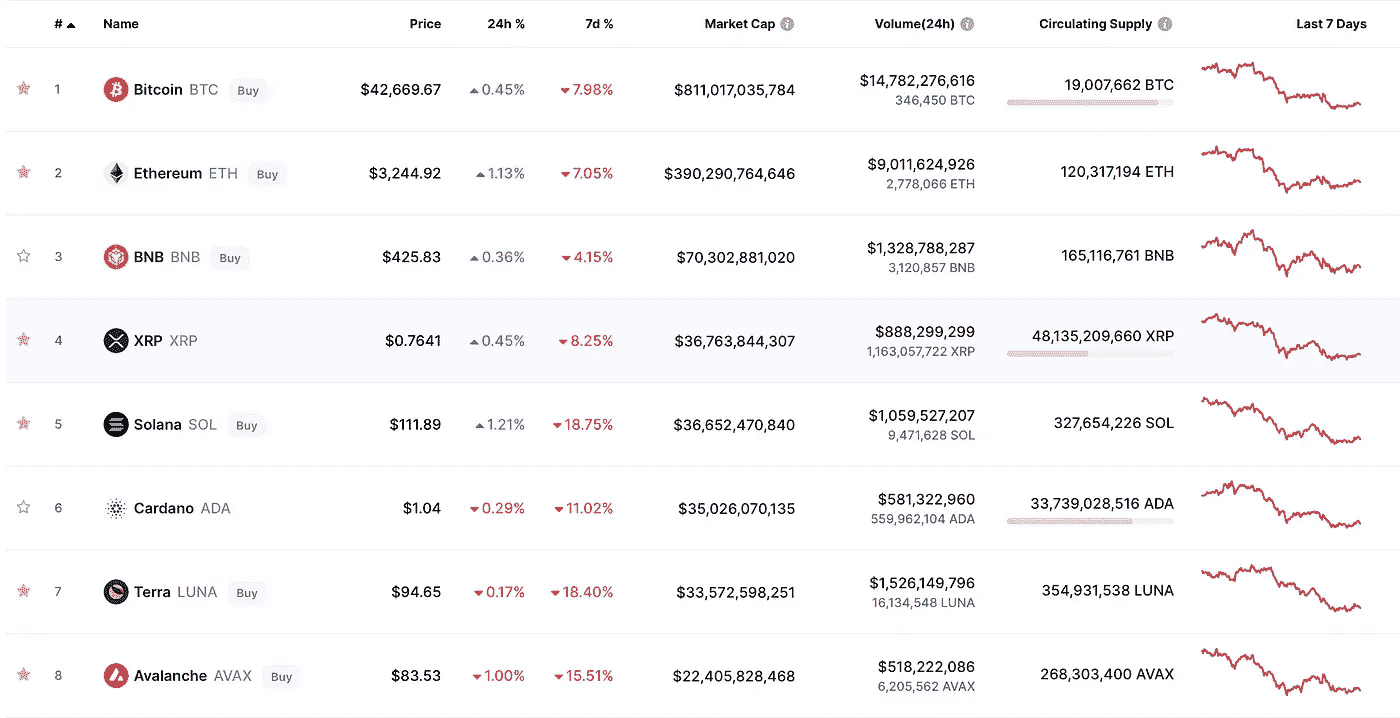 # Name Price 24h % 7d % Market Cap Volume(24h) Circulating Supply Last 7 Days
1 Bitcoin BTC Buy $42,669.67 0.45% 7.98% $811,017,035,784 $14,782,276,616 19,007,662 BTC
346,450 BTC
2 Ethereum ETH Buy $3,244.92 1.13% 7.05% $390,290,764,646 $9,011,624,926 120,317,194 ETH
2,778,066 ETH
3 BNB BNB Buy $425.83 0.36% 4.15% $70,302,881,020 $1,328,788,287 165,116,761 BNB
3,120,857 BNB
4 XRP XRP $0.7641 0.45% 8.25% $36,763,844,307 $888,299,299 48,135,209,660 XRP
1,163,057,722 XRP
5 Solana SOL Buy $111.89 1.21% 18.75% $36,652,470,840 $1,059,527,207 327,654,226 SOL
9,471,628 SOL
6 Cardano ADA $1.04 0.29% 11.02% $35,026,070,135 $581,322,960 33,739,028,516 ADA
559,962,104 ADA
7 Terra LUNA Buy $94.65 0.17% 18.40% $33,572,598,251 $1,526,149,796 354,931,538 LUNA
16,134,548 LUNA
8 Avalanche AVAX Buy $83.53 1.00% 15.51% $22,405,828,468 $518,222,086 268,303,400 AVAX
6,205,562 AVAX